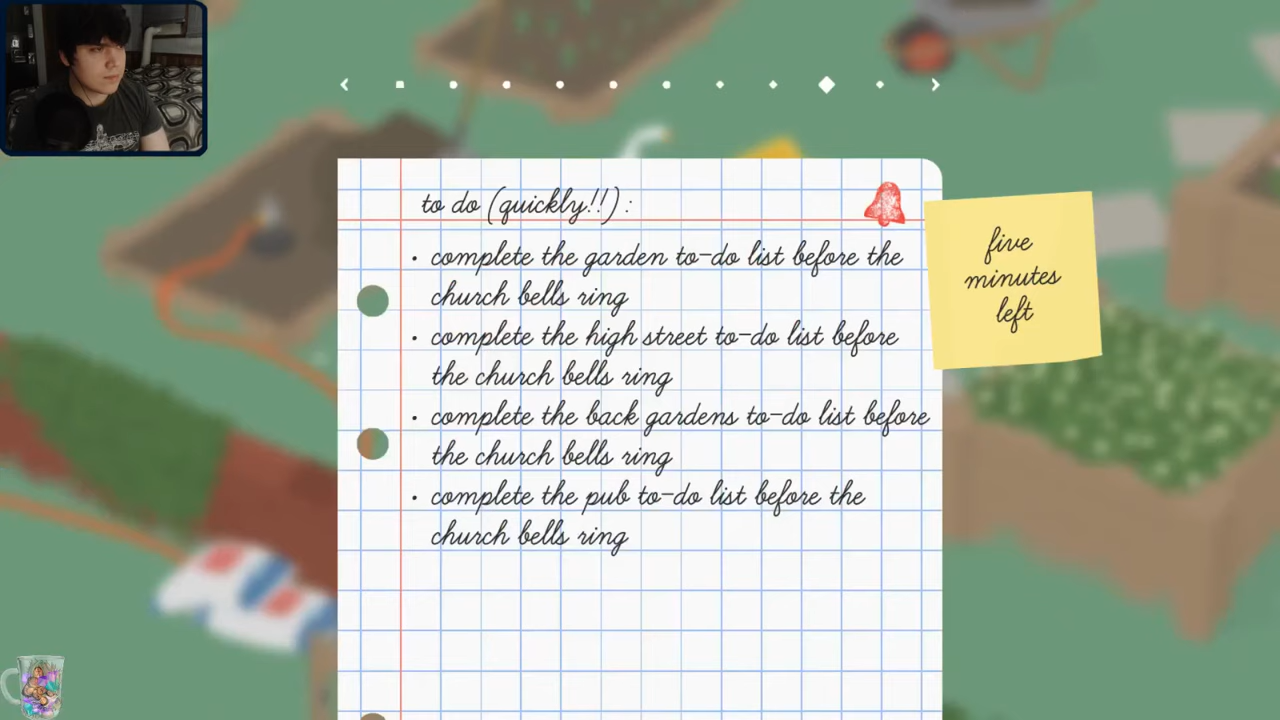 to do (quickly!!) :
• complete the garden to-do list before the
church bells ring
• complete the high street to-do list before
the church bells ring
• complete the back gardens to-do list before
the church bells ring
• complete the pub to-do list before the
church bells ring
five
minutes
left